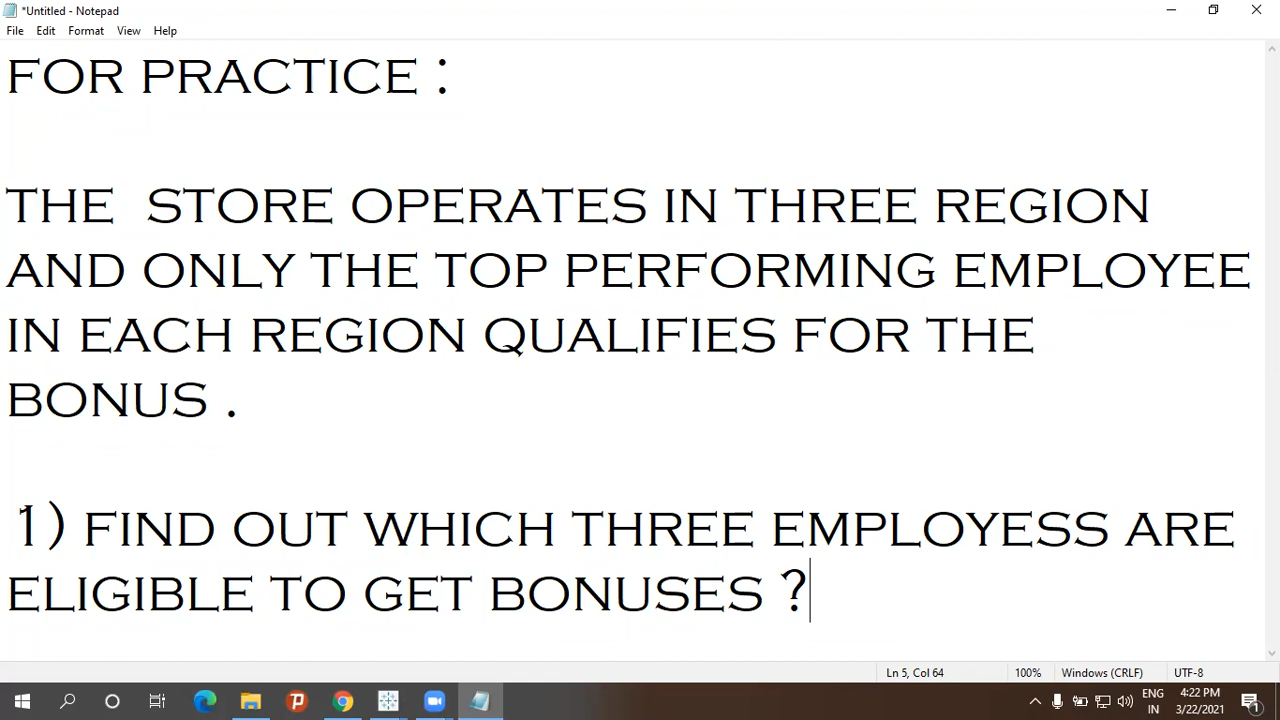 *Untitled - Notepad
File Edit Format View Help
FOR PRACTICE :
THE  STORE OPERATES IN THREE REGION
AND ONLY THE TOP PERFORMING EMPLOYEE
IN EACH REGION QUALIFIES FOR THE
BONUS .
1) FIND OUT WHICH THREE EMPLOYESS ARE
ELIGIBLE TO GET BONUSES ?
Ln 5, Col 64 100% Windows (CRLF) UTF-8
ENG 4:22 PM
IN 3/22/2021 1